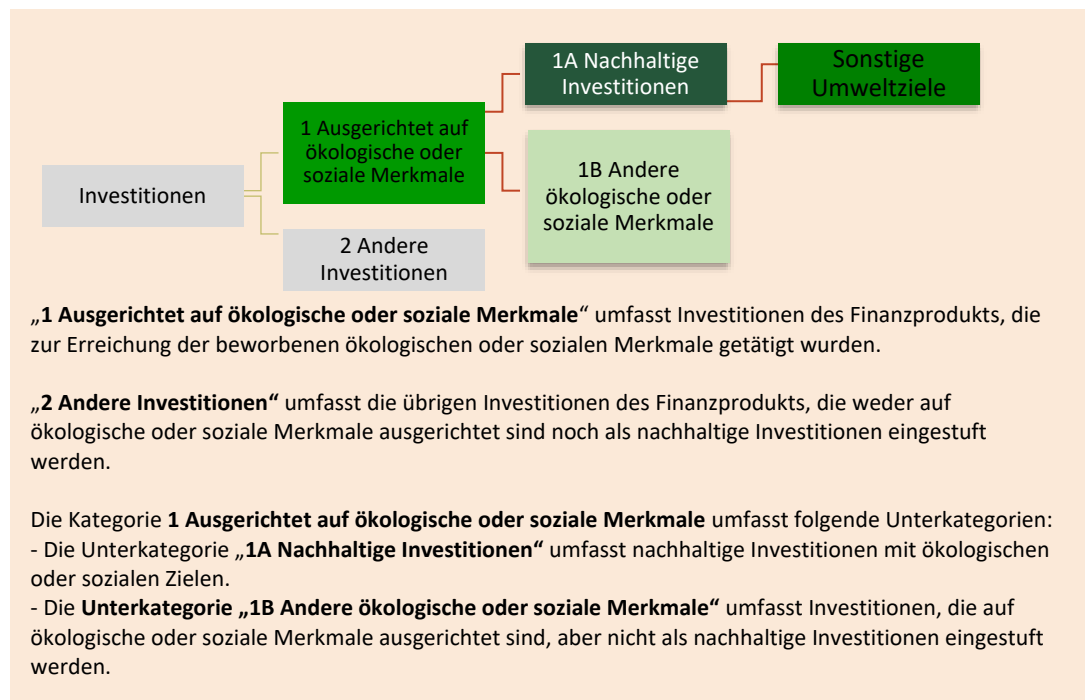 1A Nachhaltige
Investitionen
Sonstige
Umweltziele
1 Ausgerichtet auf
ökologische oder
soziale Merkmale
1B Andere
ökologische oder
soziale Merkmale
Investitionen
2 Andere
Investitionen
„1 Ausgerichtet auf ökologische oder soziale Merkmale“ umfasst Investitionen des Finanzprodukts, die
zur Erreichung der beworbenen ökologischen oder sozialen Merkmale getätigt wurden.
„2 Andere Investitionen“ umfasst die übrigen Investitionen des Finanzprodukts, die weder auf
ökologische oder soziale Merkmale ausgerichtet sind noch als nachhaltige Investitionen eingestuft
werden.
Die Kategorie 1 Ausgerichtet auf ökologische oder soziale Merkmale umfasst folgende Unterkategorien:
- Die Unterkategorie „1A Nachhaltige Investitionen“ umfasst nachhaltige Investitionen mit ökologischen
oder sozialen Zielen.
- Die Unterkategorie „1B Andere ökologische oder soziale Merkmale“ umfasst Investitionen, die auf
ökologische oder soziale Merkmale ausgerichtet sind, aber nicht als nachhaltige Investitionen eingestuft
werden.